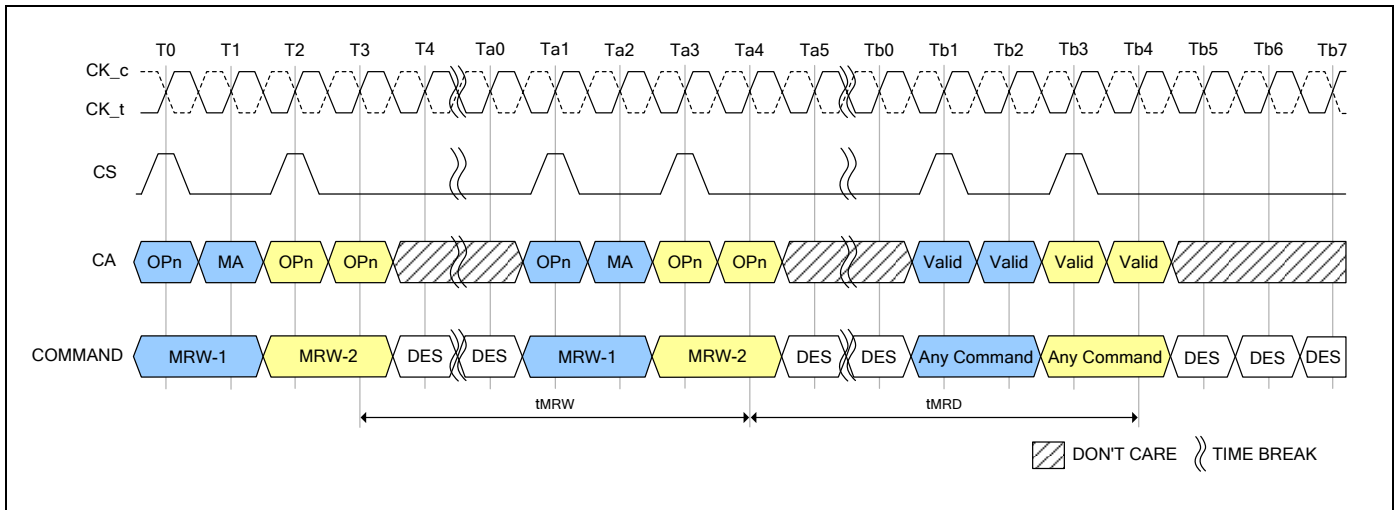 T0 T1 T2 T3 T4 Ta0 Ta1 Ta2 Ta3 Ta4 Ta5 Tb0 Tb1 Tb2 Tb3 Tb4 Tb5 Tb6 Tb7
CK_c
CK_t
CS
CA OPn MA OPn OPn OPn MA OPn OPn Valid Valid Valid Valid
COMMAND MRW-1 MRW-2 DES DES MRW-1 MRW-2 DES DES Any Command Any Command DES DES DES
tMRW tMRD
DON'T CARE TIME BREAK